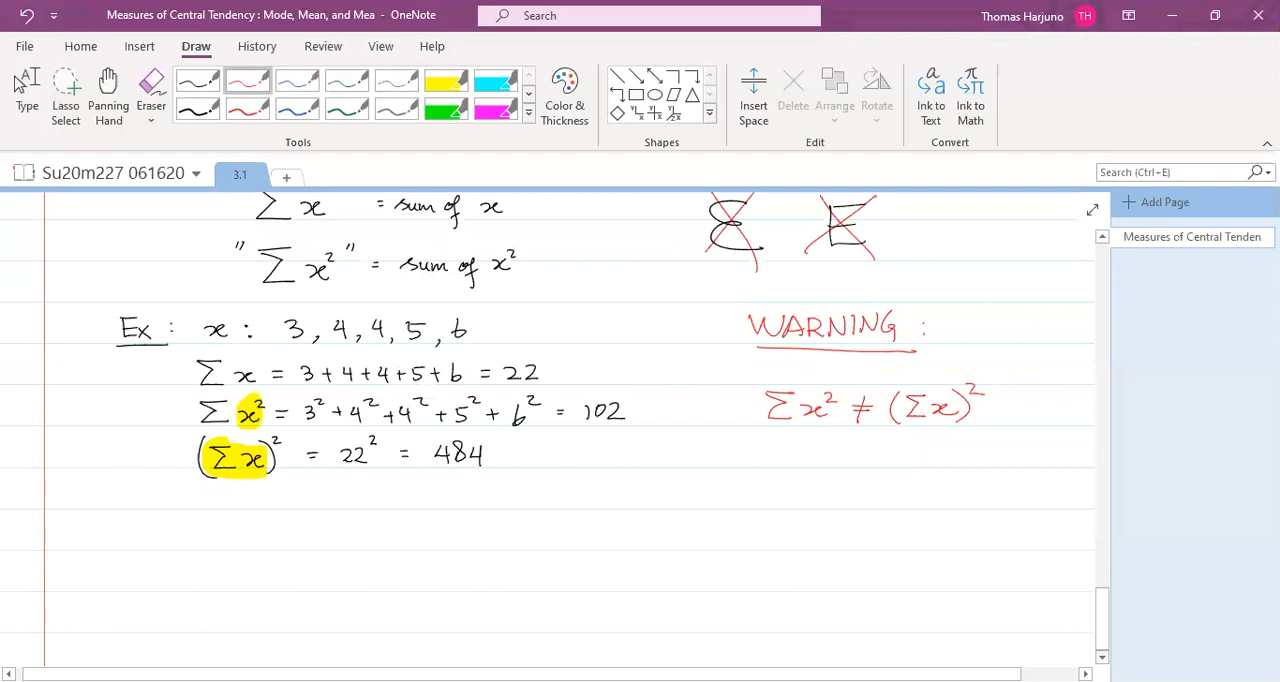 Measures of Central Tendency : Mode, Mean, and Mea - OneNote
Search
Thomas Harjuno TH
File Home Insert Draw History Review View Help
Type
Lasso Select
Panning Hand
Eraser
Color & Thickness
Insert Space
Delete
Arrange
Rotate
Ink to Text
Ink to Math
Tools Shapes Edit Convert
Su20m227 061620
3.1
Search (Ctrl+E)
Add Page
Measures of Central Tenden
Σ x = sum of x
E
" Σ x² " = sum of x²
Ex : x : 3, 4, 4, 5, 6
WARNING :
Σ x = 3+4+4+5+6 = 22
Σ x² = 3² + 4² + 4² + 5² + 6² = 102
Σx² ≠ (Σx)²
(Σ x)² = 22² = 484